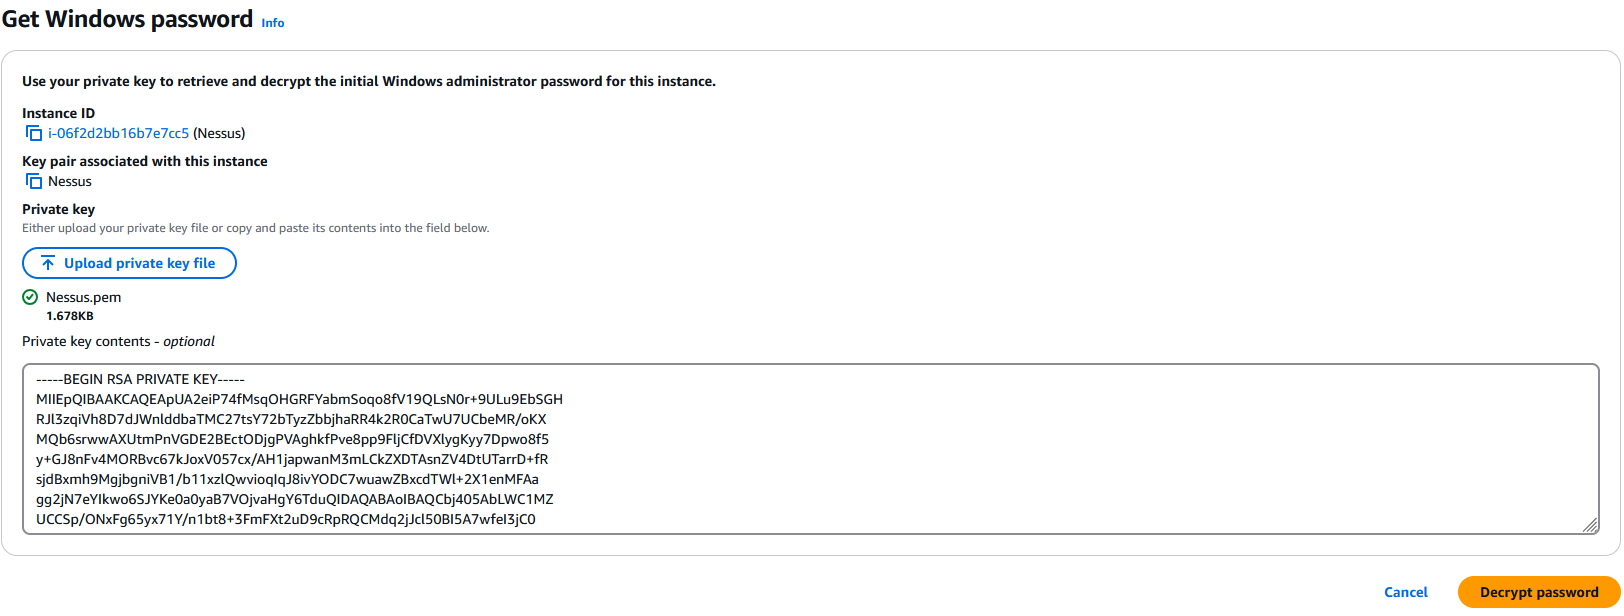 Get Windows password Info
Use your private key to retrieve and decrypt the initial Windows administrator password for this instance.
Instance ID
i-06f2d2bb16b7e7cc5 (Nessus)
Key pair associated with this instance
Nessus
Private key
Either upload your private key file or copy and paste its contents into the field below.
Upload private key file
Nessus.pem
1.678KB
Private key contents - optional
-----BEGIN RSA PRIVATE KEY-----
MIIEpQIBAAKCAQEApUA2eiP74fMsqOHGRFYabmSoqo8fV19QLsN0r+9ULu9EbSGH
RJl3zqiVh8D7dJWnlddbaTMC27tsY72bTyzZbbjhaRR4k2R0CaTwU7UCbeMR/oKX
MQb6srwwAXUtmPnVGDE2BEctODjgPVAghkfPve8pp9FljCfDVXlygKyy7Dpwo8f5
y+GJ8nFv4MORBvc67kJoxV057cx/AH1japwanM3mLCkZXDTAsnZV4DtUTarrD+fR
sjdBxmh9MgjbgniVB1/b11xzlQwvioqIqJ8ivYODC7wuawZBxcdTWl+2X1enMFAa
gg2jN7eYIkwo6SJYKe0a0yaB7VOjvaHgY6TduQIDAQABAoIBAQCbj405AbLWC1MZ
UCCSp/ONxFg65yx71Y/n1bt8+3FmFXt2uD9cRpRQCMdq2jJcl50BI5A7wfeI3jC0
Cancel Decrypt password